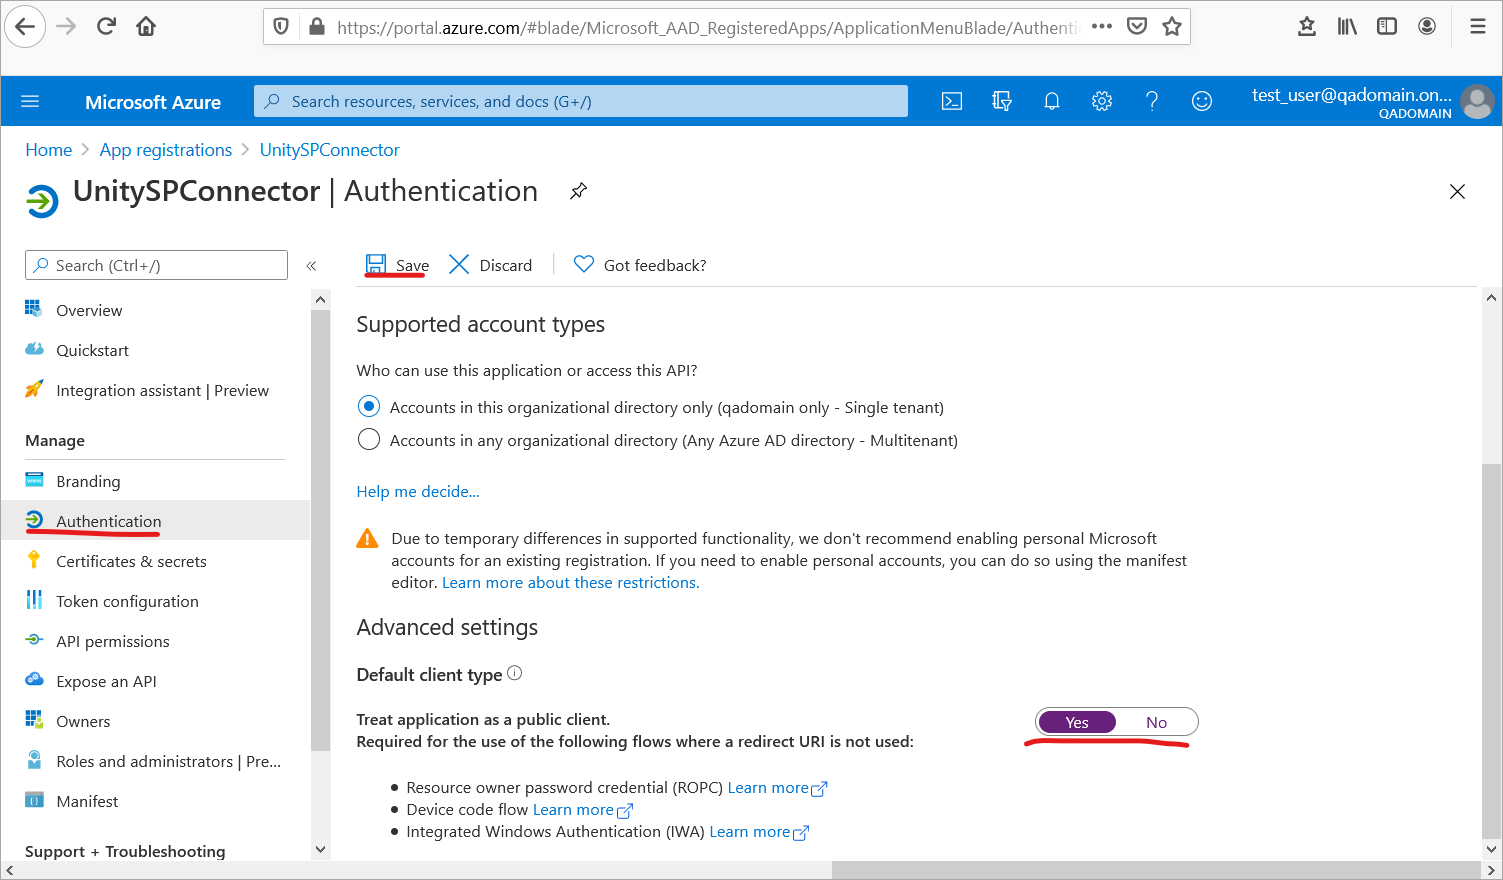 https://portal.azure.com/#blade/Microsoft_AAD_RegisteredApps/ApplicationMenuBlade/Authenti
Microsoft Azure
Search resources, services, and docs (G+/)
test_user@qadomain.on...
QADOMAIN
Home > App registrations > UnitySPConnector
UnitySPConnector | Authentication
Search (Ctrl+/)
«
Save
Discard
Got feedback?
Overview
Quickstart
Integration assistant | Preview
Manage
Branding
Authentication
Certificates & secrets
Token configuration
API permissions
Expose an API
Owners
Roles and administrators | Pre...
Manifest
Support + Troubleshooting
Supported account types
Who can use this application or access this API?
Accounts in this organizational directory only (qadomain only - Single tenant)
Accounts in any organizational directory (Any Azure AD directory - Multitenant)
Help me decide...
Due to temporary differences in supported functionality, we don't recommend enabling personal Microsoft
accounts for an existing registration. If you need to enable personal accounts, you can do so using the manifest
editor. Learn more about these restrictions.
Advanced settings
Default client type
Treat application as a public client.
Required for the use of the following flows where a redirect URI is not used:
Yes No
• Resource owner password credential (ROPC) Learn more
• Device code flow Learn more
• Integrated Windows Authentication (IWA) Learn more